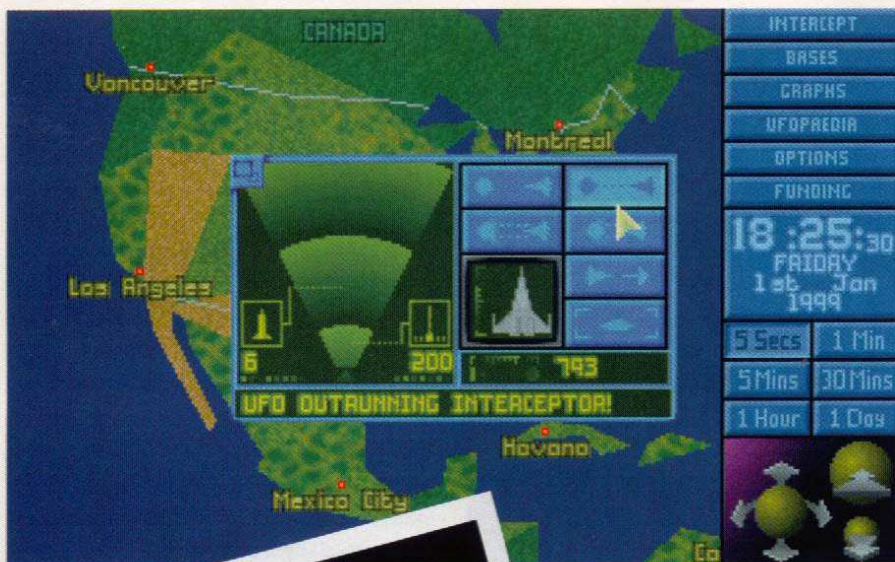 CANADA
Vancouver
Montreal
Los Angeles
6
200
793
UFO OUTRUNNING INTERCEPTOR!
Havana
Mexico City
Co
INTERCEPT
BASES
GRAPHS
UFOPAEDIA
OPTIONS
FUNDING
18:25:30
FRIDAY
1st Jan
1999
5 Secs 1 Min
5 Mins 30 Mins
1 Hour 1 Day